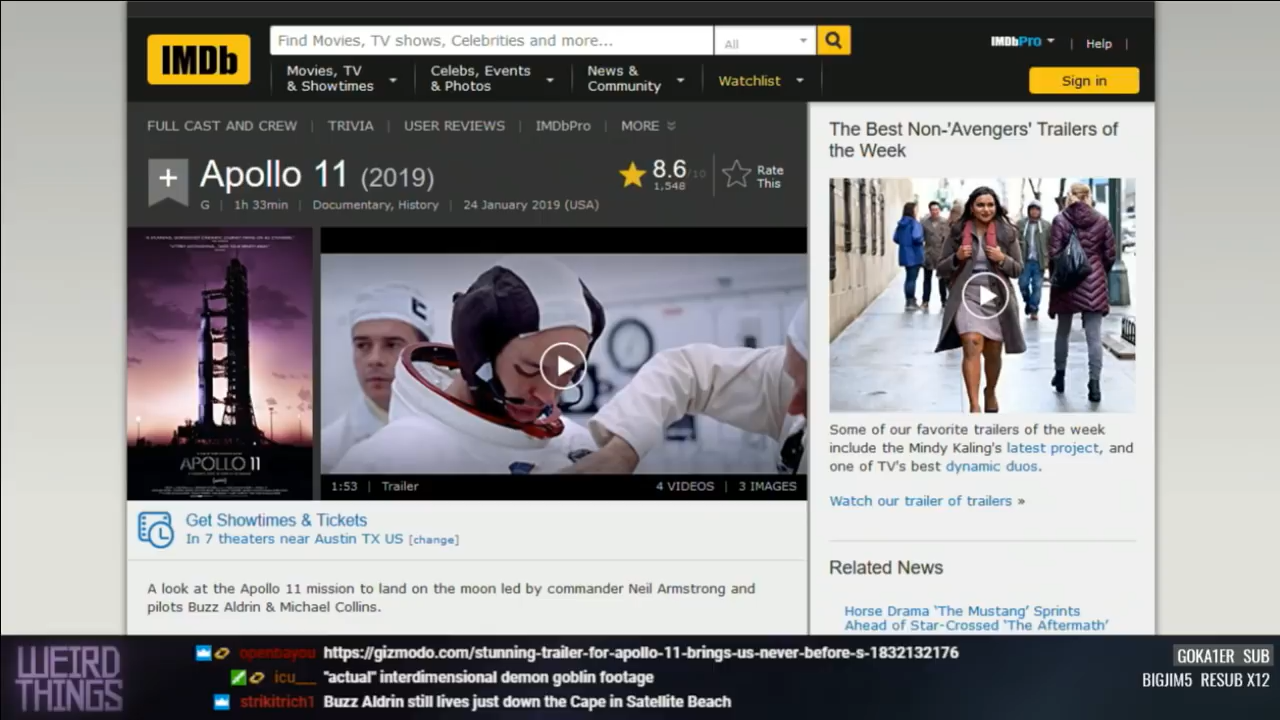 IMDb
Find Movies, TV shows, Celebrities and more...
All
IMDbPro
Help
Movies, TV
& Showtimes
Celebs, Events
& Photos
News &
Community
Watchlist
Sign in
FULL CAST AND CREW
TRIVIA
USER REVIEWS
IMDbPro
MORE
Apollo 11 (2019)
8.6/10
1,548
Rate
This
G | 1h 33min | Documentary, History | 24 January 2019 (USA)
APOLLO 11
1:53 | Trailer
4 VIDEOS | 3 IMAGES
Get Showtimes & Tickets
In 7 theaters near Austin TX US [change]
A look at the Apollo 11 mission to land on the moon led by commander Neil Armstrong and
pilots Buzz Aldrin & Michael Collins.
The Best Non-'Avengers' Trailers of
the Week
Some of our favorite trailers of the week
include the Mindy Kaling's latest project, and
one of TV's best dynamic duos.
Watch our trailer of trailers »
Related News
Horse Drama 'The Mustang' Sprints
Ahead of Star-Crossed 'The Aftermath'
WEIRD
THINGS
openbayou https://gizmodo.com/stunning-trailer-for-apollo-11-brings-us-never-before-s-1832132176
icu__ "actual" interdimensional demon goblin footage
strikitrich1 Buzz Aldrin still lives just down the Cape in Satellite Beach
GOKA1ER SUB
BIGJIM5 RESUB X12